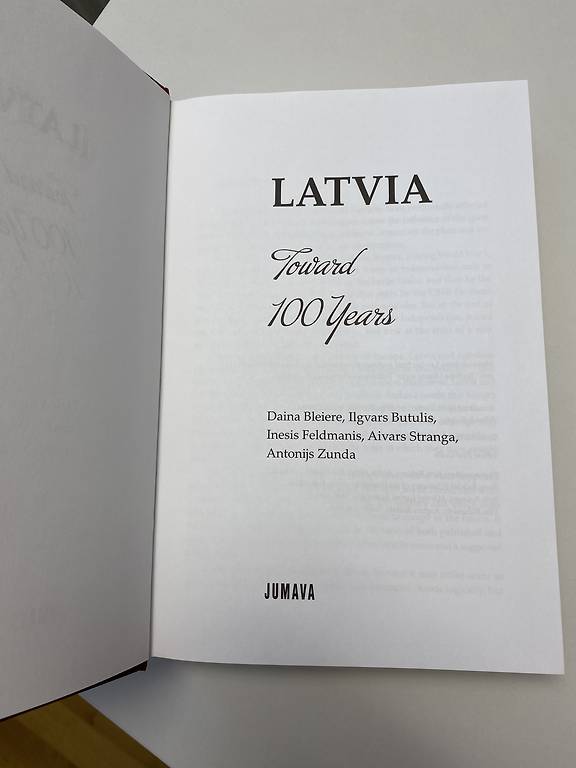 LATVIA
Toward
100 Years
Daina Bleiere, Ilgvars Butulis,
Inesis Feldmanis, Aivars Stranga,
Antonijs Zunda
JUMAVA